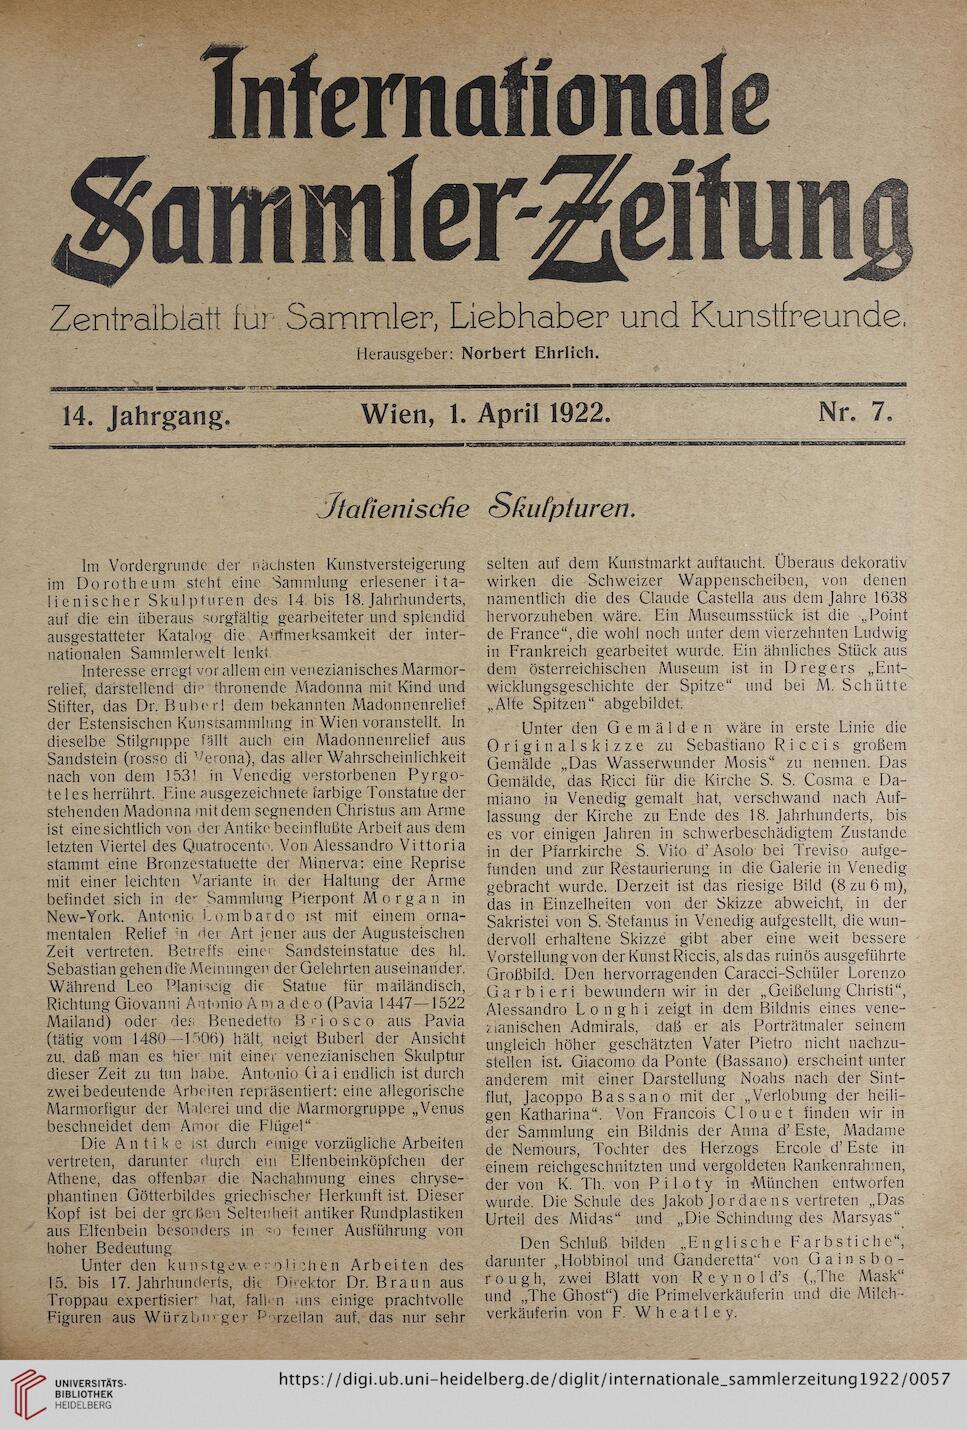 Internationale
Sammler-Zeitung
Zentralblatt für Sammler, Liebhaber und Kunstfreunde.
Herausgeber: Norbert Ehrlich.
14. Jahrgang. Wien, 1. April 1922. Nr. 7.
Italienische Skulpturen.
Im Vordergrunde der nächsten Kunstversteigerung
im Dorotheum steht eine Sammlung erlesener ita-
lienischer Skulpturen des 14. bis 18. Jahrhunderts,
auf die ein überaus sorgfältig gearbeiteter und splendid
ausgestatteter Katalog die Aufmerksamkeit der inter-
nationalen Sammlerwelt lenkt.
Interesse erregt vor allem ein venezianisches Marmor-
relief, darstellend die thronende Madonna mit Kind und
Stifter, das Dr. Buberl dem bekannten Madonnenrelief
der Estensischen Kunstsammlung in Wien voranstellt. In
dieselbe Stilgruppe fällt auch ein Madonnenrelief aus
Sandstein (rosso di Verona), das aller Wahrscheinlichkeit
nach von dem 1531 in Venedig verstorbenen Pyrgo-
teles herrührt. Eine ausgezeichnete farbige Tonstatue der
stehenden Madonna mit dem segnenden Christus am Arme
ist eine sichtlich von der Antike beeinflußte Arbeit aus dem
letzten Viertel des Quatrocento. Von Alessandro Vittoria
stammt eine Bronzestatuette der Minerva: eine Reprise
mit einer leichten Variante in der Haltung der Arme
befindet sich in der Sammlung Pierpont Morgan in
New-York. Antonio Lombardo ist mit einem orna-
mentalen Relief in der Art jener aus der Augusteischen
Zeit vertreten. Betreffs einer Sandsteinstatue des hl.
Sebastian gehen die Meinungen der Gelehrten auseinander.
Während Leo Planiscig die Statue für mailändisch,
Richtung Giovanni Antonio Amadeo (Pavia 1447—1522
Mailand) oder des Benedetto Briosco aus Pavia
(tätig vom 1480—1506) hält, neigt Buberl der Ansicht
zu, daß man es hier mit einer venezianischen Skulptur
dieser Zeit zu tun habe. Antonio Gai endlich ist durch
zwei bedeutende Arbeiten repräsentiert: eine allegorische
Marmorfigur der Malerei und die Marmorgruppe „Venus
beschneidet dem Amor die Flügel“
Die Antike ist durch einige vorzügliche Arbeiten
vertreten, darunter durch ein Elfenbeinköpfchen der
Athene, das offenbar die Nachahmung eines chryse-
phantinen Götterbildes griechischer Herkunft ist. Dieser
Kopf ist bei der großen Seltenheit antiker Rundplastiken
aus Elfenbein besonders in so feiner Ausführung von
hoher Bedeutung
Unter den kunstgewerblichen Arbeiten des
15. bis 17. Jahrhunderts, die Direktor Dr. Braun aus
Troppau expertisiert hat, fallen uns einige prachtvolle
Figuren aus Würzburger Porzellan auf, das nur sehr
selten auf dem Kunstmarkt auftaucht. Überaus dekorativ
wirken die Schweizer Wappenscheiben, von denen
namentlich die des Claude Castella aus dem Jahre 1638
hervorzuheben wäre. Ein Museumsstück ist die „Point
de France“, die wohl noch unter dem vierzehnten Ludwig
in Frankreich gearbeitet wurde. Ein ähnliches Stück aus
dem österreichischen Museum ist in Dregers „Ent-
wicklungsgeschichte der Spitze“ und bei M. Schütte
„Alte Spitzen“ abgebildet.
Unter den Gemälden wäre in erste Linie die
Originalskizze zu Sebastiano Riccis großem
Gemälde „Das Wasserwunder Mosis“ zu nennen. Das
Gemälde, das Ricci für die Kirche S. S. Cosma e Da-
miano in Venedig gemalt hat, verschwand nach Auf-
lassung der Kirche zu Ende des 18. Jahrhunderts, bis
es vor einigen Jahren in schwerbeschädigtem Zustande
in der Pfarrkirche S. Vito d'Asolo bei Treviso aufge-
funden und zur Restaurierung in die Galerie in Venedig
gebracht wurde. Derzeit ist das riesige Bild (8 zu 6 m),
das in Einzelheiten von der Skizze abweicht, in der
Sakristei von S. Stefanus in Venedig aufgestellt, die wun-
dervoll erhaltene Skizze gibt aber eine weit bessere
Vorstellung von der Kunst Riccis, als das ruinös ausgeführte
Großbild. Den hervorragenden Caracci-Schüler Lorenzo
Garbieri bewundern wir in der „Geißelung Christi“,
Alessandro Longhi zeigt in dem Bildnis eines vene-
zianischen Admirals, daß er als Porträtmaler seinem
ungleich höher geschätzten Vater Pietro nicht nachzu-
stellen ist. Giacomo da Ponte (Bassano) erscheint unter
anderem mit einer Darstellung Noahs nach der Sint-
flut, Jacoppo Bassano mit der „Verlobung der heili-
gen Katharina“. Von Francois Clouet finden wir in
der Sammlung ein Bildnis der Anna d'Este, Madame
de Nemours, Tochter des Herzogs Ercole d'Este in
einem reichgeschnitzten und vergoldeten Rankenrahmen,
der von K. Th. von Piloty in München entworfen
wurde. Die Schule des Jakob Jordaens vertreten „Das
Urteil des Midas“ und „Die Schindung des Marsyas“
Den Schluß bilden „Englische Farbstiche“,
darunter „Hobbinol und Ganderetta“ von Gainsbo-
rough, zwei Blatt von Reynold's („The Mask“
und „The Ghost“) die Primelverkäuferin und die Milch-
verkäuferin von F. Wheatley.
UNIVERSITÄTS-
BIBLIOTHEK
HEIDELBERG
https://digi.ub.uni-heidelberg.de/diglit/internationale_sammlerzeitung1922/0057